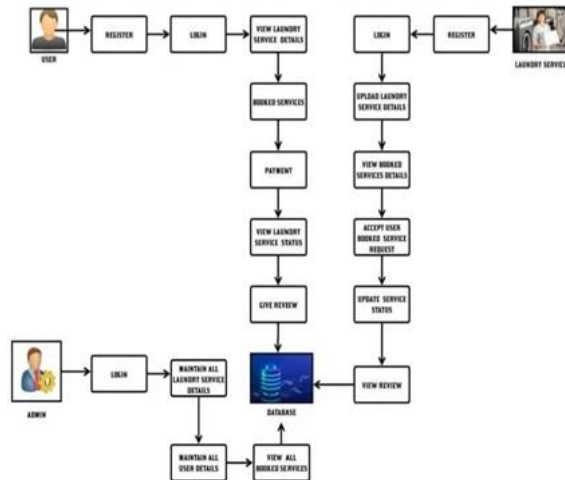 USER
REGISTER
LOGIN
VIEW LAUNDRY
SERVICE DETAILS
LOGIN
REGISTER
LAUNDRY SERVICE
BOOKED SERVICES
UPLOAD LAUNDRY
SERVICE DETAILS
PAYMENT
VIEW BOOKED
SERVICES DETAILS
VIEW LAUNDRY
SERVICE STATUS
ACCEPT USER
BOOKED SERVICE
REQUEST
GIVE REVIEW
UPDATE SERVICE
STATUS
ADMIN
LOGIN
MAINTAIN ALL
LAUNDRY SERVICE
DETAILS
DATABASE
VIEW REVIEW
MAINTAIN ALL
USER DETAILS
VIEW ALL
BOOKED SERVICES